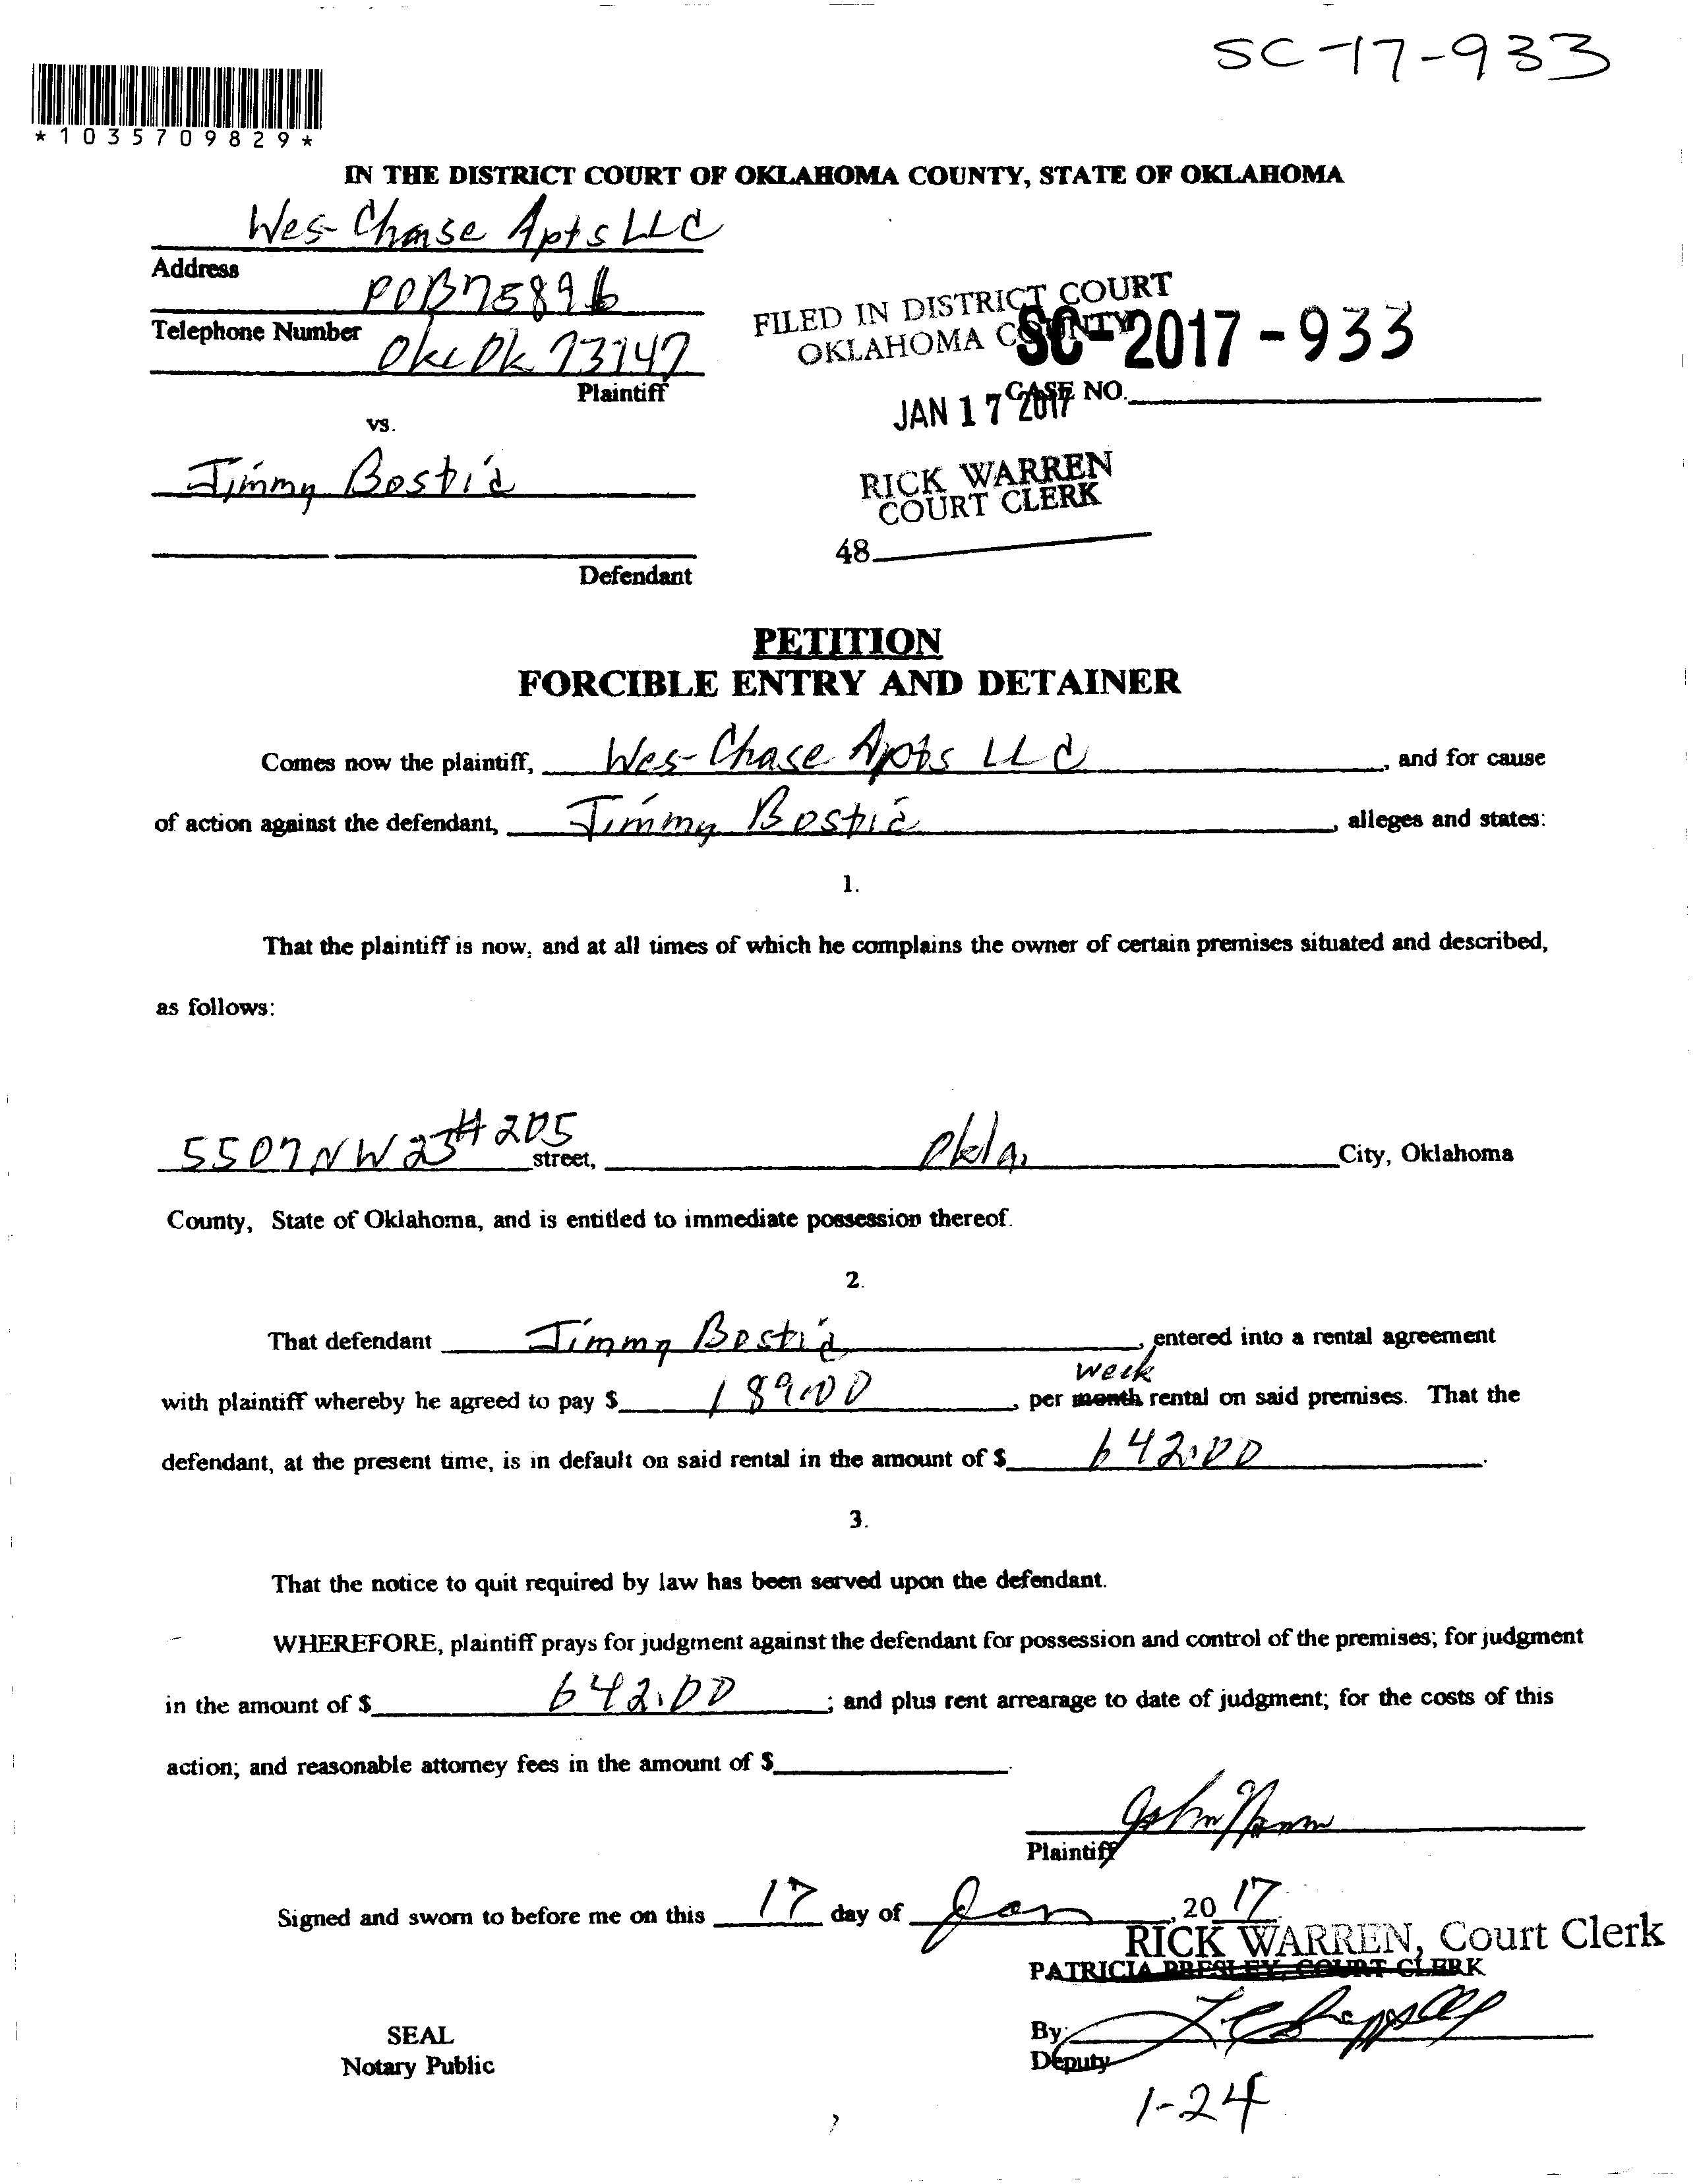 SC-17-933
*1035709829*
IN THE DISTRICT COURT OF OKLAHOMA COUNTY, STATE OF OKLAHOMA
Wes-Chase Apts LLC
Address
POB 75896
Telephone Number
OKC OK 73147
Plaintiff
FILED IN DISTRICT COURT
OKLAHOMA COUNTY
SC-2017-933
CASE NO.
JAN 17 2017
vs.
Jimmy Bostic
RICK WARREN
COURT CLERK
48
Defendant
PETITION
FORCIBLE ENTRY AND DETAINER
Comes now the plaintiff, Wes-Chase Apts LLC, and for cause
of action against the defendant, Jimmy Bostic, alleges and states:
1.
That the plaintiff is now, and at all times of which he complains the owner of certain premises situated and described,
as follows:
5507 NW 23 #205 street, Okla. City, Oklahoma
County, State of Oklahoma, and is entitled to immediate possession thereof.
2.
That defendant Jimmy Bostic, entered into a rental agreement
week
with plaintiff whereby he agreed to pay $ 189.00, per month rental on said premises. That the
defendant, at the present time, is in default on said rental in the amount of $ 642.00.
3.
That the notice to quit required by law has been served upon the defendant.
WHEREFORE, plaintiff prays for judgment against the defendant for possession and control of the premises; for judgment
in the amount of $ 642.00; and plus rent arrearage to date of judgment; for the costs of this
action; and reasonable attorney fees in the amount of $.
John
Plaintiff
Signed and sworn to before me on this 17 day of Jan, 20 17
RICK WARREN, Court Clerk
PATRICIA PRESLEY, COURT CLERK
SEAL
By:
Notary Public
Deputy
1-24